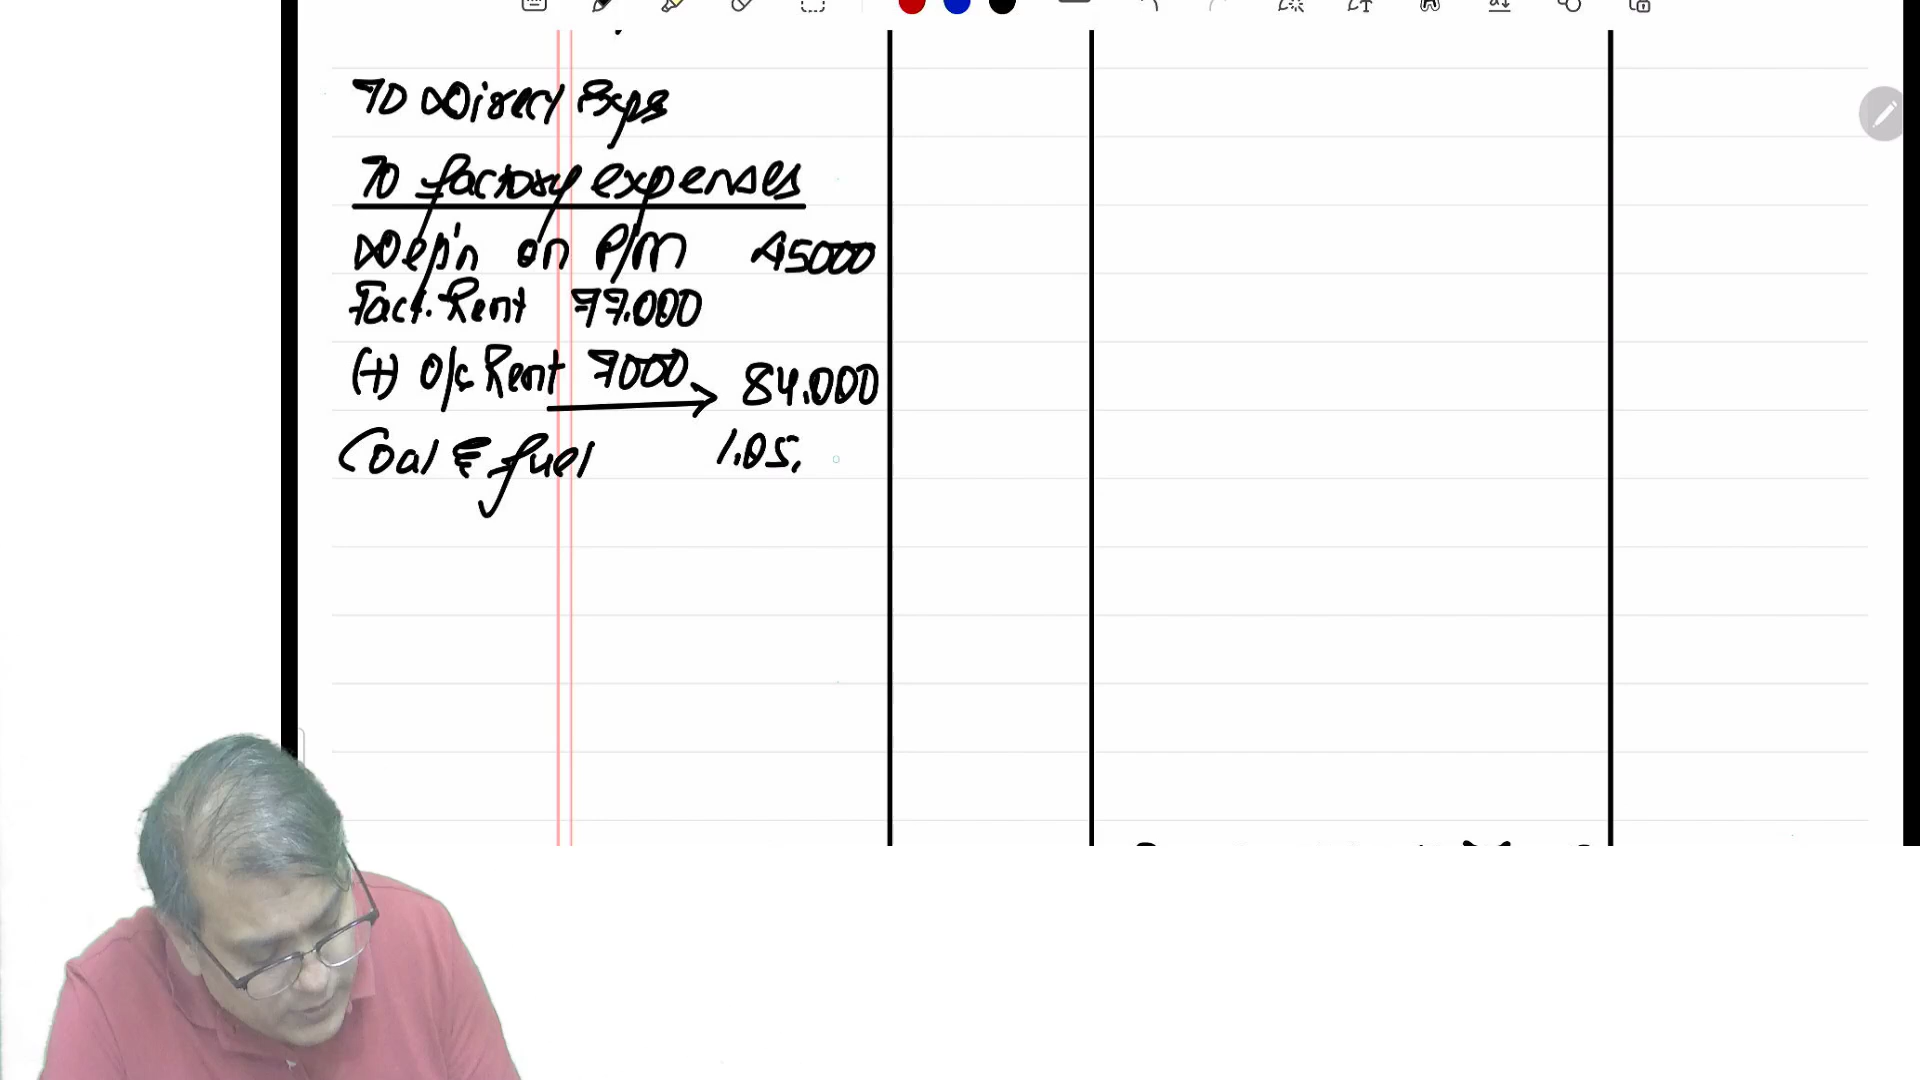 To Direct Exps
To factory expenses
Dep'n on P/M 45000
Fact. Rent 77.000
(+) O/s Rent 7000 → 84.000
Coal & fuel 1.05,